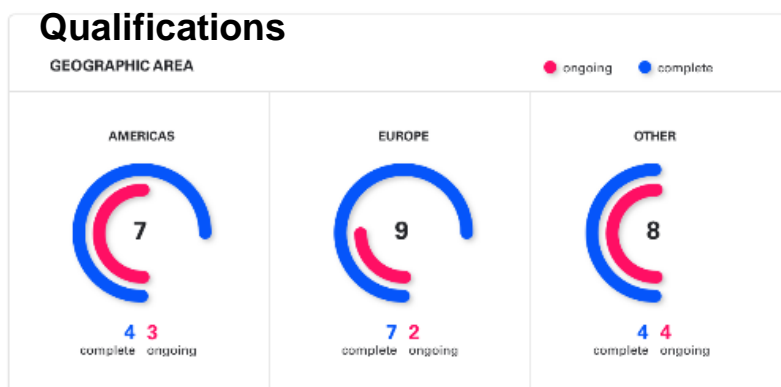 Qualifications
GEOGRAPHIC AREA
ongoing complete
AMERICAS
7
4 3
complete ongoing
EUROPE
9
7 2
complete ongoing
OTHER
8
4 4
complete ongoing